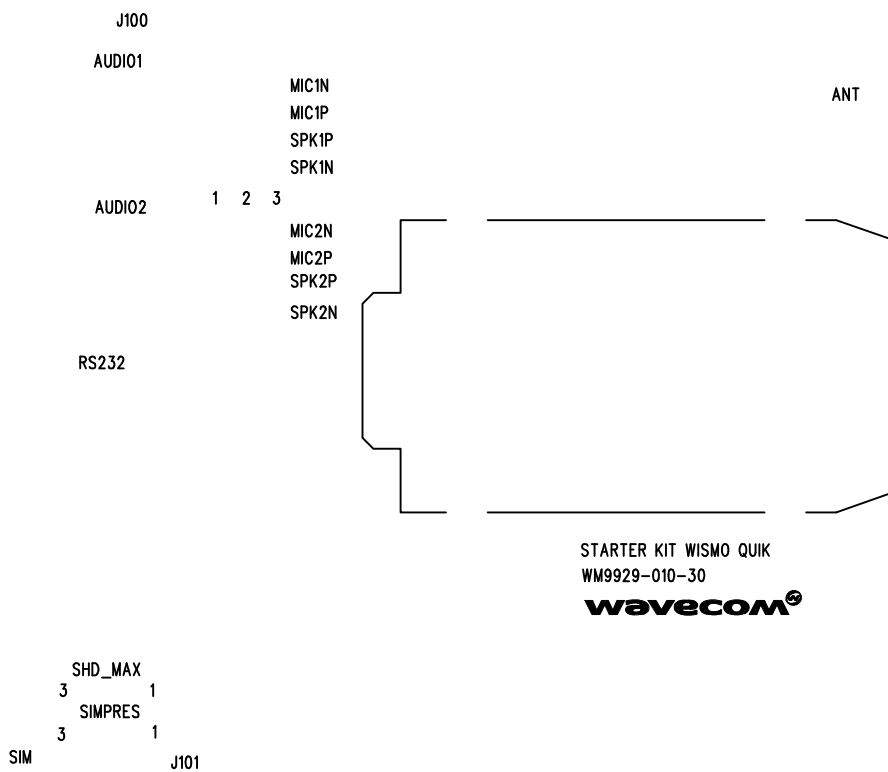 J100
AUDIO1
MIC1N
MIC1P
ANT
SPK1P
SPK1N
1 2 3
AUDIO2
MIC2N
MIC2P
SPK2P
SPK2N
RS232
STARTER KIT WISMO QUIK
WM9929-010-30
wavecom
SHD_MAX
3 1
SIMPRES
3 1
SIM
J101